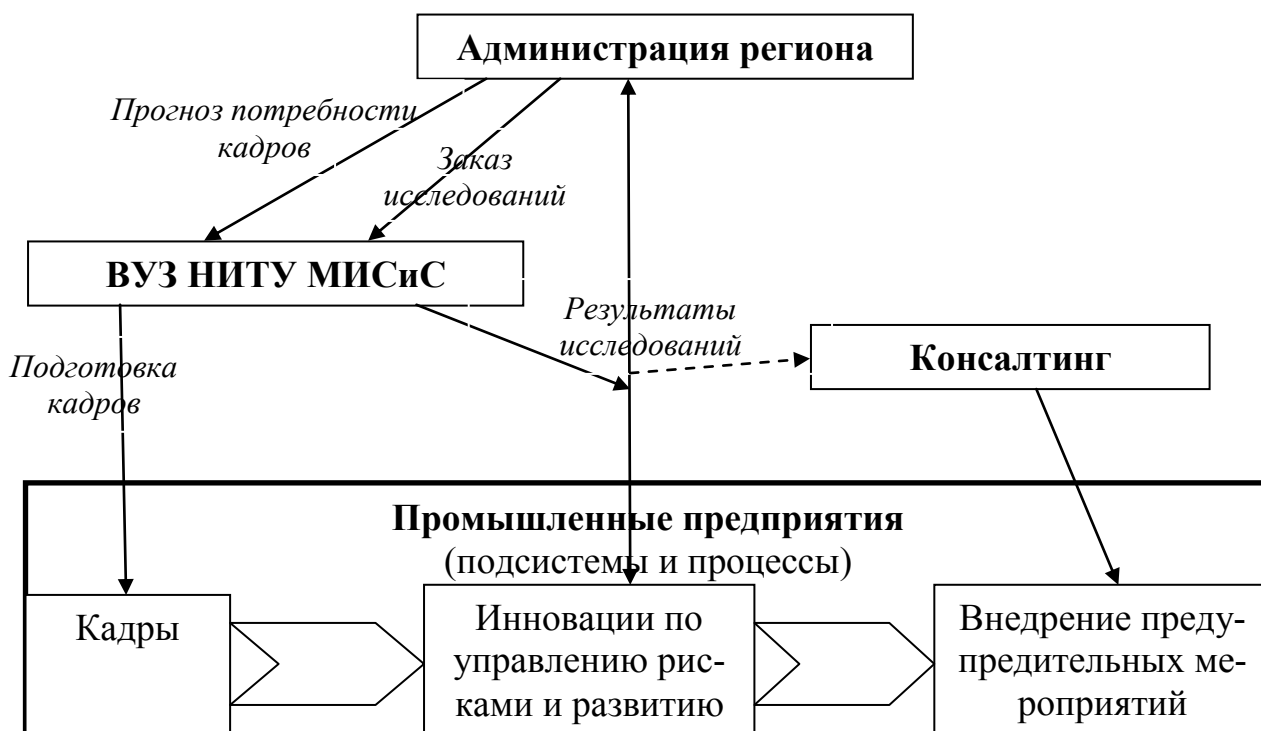 Администрация региона
Прогноз потребности
кадров
Заказ
исследований
ВУЗ НИТУ МИСиС
Результаты
исследований
Консалтинг
Подготовка
кадров
Промышленные предприятия
(подсистемы и процессы)
Кадры
Инновации по
управлению рис-
ками и развитию
Внедрение преду-
предительных ме-
роприятий